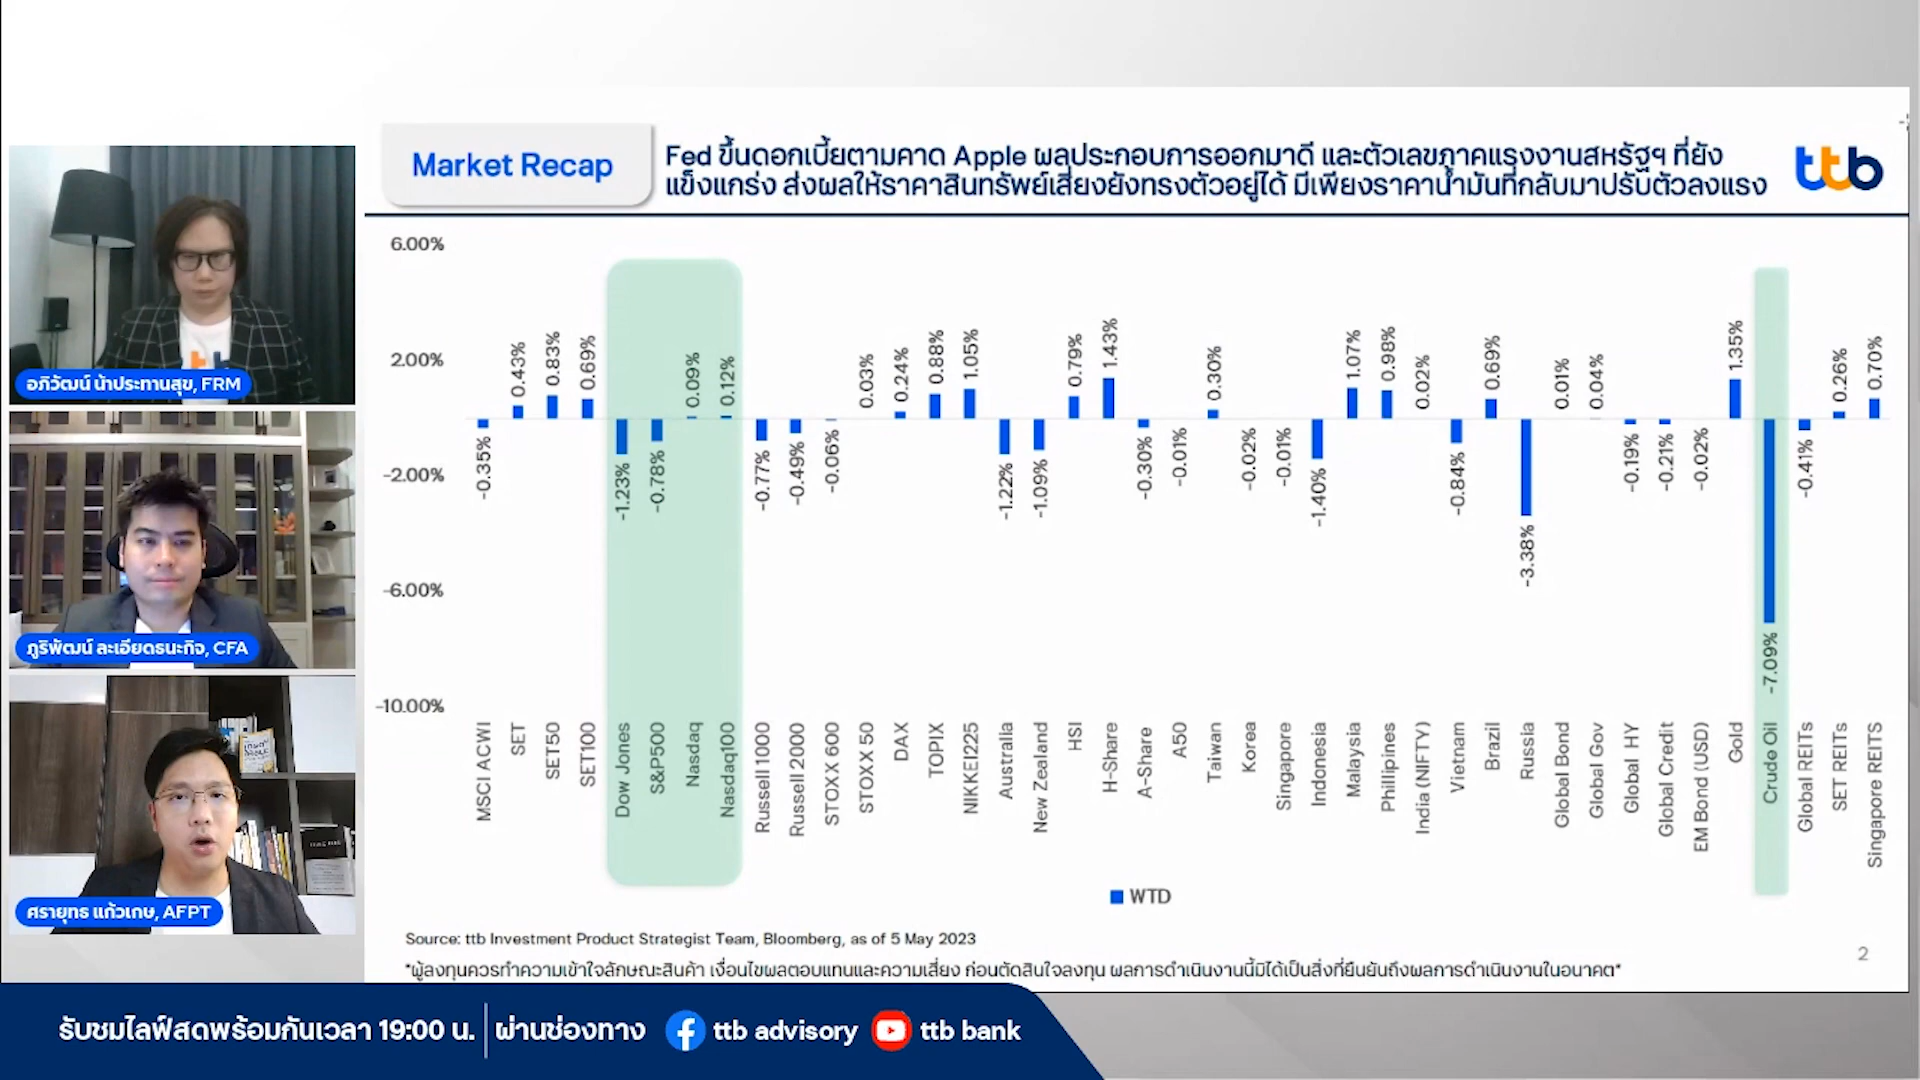 Market Recap
Fed ขึ้นดอกเบี้ยตามคาด Apple ผลประกอบการออกมาดี และตัวเลขภาคแรงงานสหรัฐฯ ที่ยัง
แข็งแกร่ง ส่งผลให้ราคาสินทรัพย์เสี่ยงยังทรงตัวอยู่ได้ มีเพียงราคาน้ำมันที่กลับมาปรับตัวลงแรง
ttb
อภิวัฒน์ น้าประทานสุข, FRM
ภูริพัฒน์ ละเอียดธนะกิจ, CFA
ศรายุทธ แก้วเกษ, AFPT
6.00%
2.00%
-2.00%
-6.00%
-10.00%
-0.35%
0.43%
0.83%
0.69%
-1.23%
-0.78%
0.09%
0.12%
-0.77%
-0.49%
-0.06%
0.03%
0.24%
0.88%
1.05%
-1.22%
-1.09%
0.79%
1.43%
-0.30%
-0.01%
0.30%
-0.02%
-0.01%
-1.40%
1.07%
0.98%
0.02%
-0.84%
0.69%
-3.38%
0.01%
0.04%
-0.19%
-0.21%
-0.02%
1.35%
-7.09%
-0.41%
0.26%
0.70%
MSCI ACWI
SET
SET50
SET100
Dow Jones
S&P500
Nasdaq
Nasdaq100
Russell 1000
Russell 2000
STOXX 600
STOXX 50
DAX
TOPIX
NIKKEI225
Australia
New Zealand
HSI
H-Share
A-Share
A50
Taiwan
Korea
Singapore
Indonesia
Malaysia
Phillipines
India (NIFTY)
Vietnam
Brazil
Russia
Global Bond
Global Gov
Global HY
Global Credit
EM Bond (USD)
Gold
Crude Oil
Global REITs
SET REITs
Singapore REITS
WTD
Source: ttb Investment Product Strategist Team, Bloomberg, as of 5 May 2023
*ผู้ลงทุนควรทำความเข้าใจลักษณะสินค้า เงื่อนไขผลตอบแทนและความเสี่ยง ก่อนตัดสินใจลงทุน ผลการดำเนินงานนี้มิได้เป็นสิ่งที่ยืนยันถึงผลการดำเนินงานในอนาคต*
2
รับชมไลฟ์สดพร้อมกันเวลา 19:00 น. ผ่านช่องทาง ttb advisory ttb bank